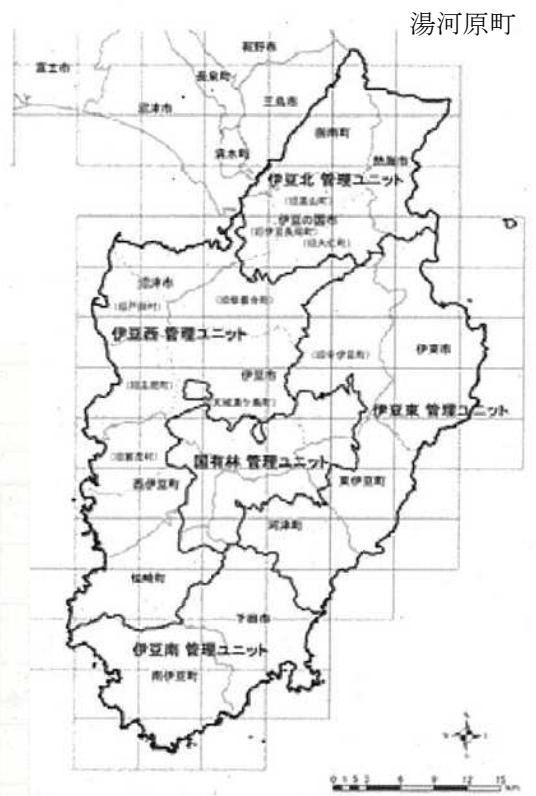 湯河原町
裾野市
富士市
長泉町
沼津市
三島市
函南町
清水町
熱海市
伊豆北 管理ユニット
(旧韮山町)
伊豆の国市
(旧伊豆長岡町)
(旧大仁町)
沼津市
(旧戸田村)
(旧修善寺町)
伊豆西 管理ユニット
伊東市
(旧中伊豆町)
伊豆市
(旧土肥町)
(旧天城湯ケ島町)
伊豆東 管理ユニット
(旧賀茂村)
国有林 管理ユニット
西伊豆町
東伊豆町
河津町
松崎町
下田市
伊豆南 管理ユニット
南伊豆町
12
15